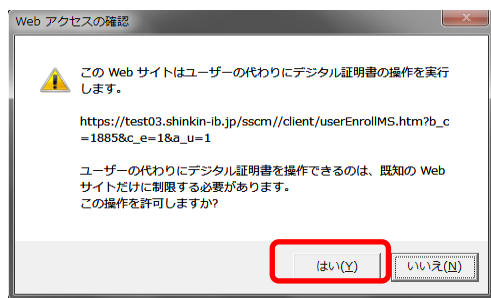 Web アクセスの確認
この Web サイトはユーザーの代わりにデジタル証明書の操作を実行
します。
https://test03.shinkin-ib.jp/sscm//client/userEnrollMS.htm?b_c
=1885&c_e=1&a_u=1
ユーザーの代わりにデジタル証明書を操作できるのは、既知の Web
サイトだけに制限する必要があります。
この操作を許可しますか?
はい(Y)
いいえ(N)